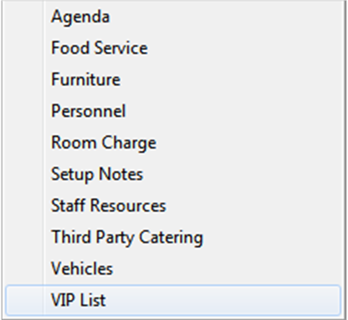 Agenda
Food Service
Furniture
Personnel
Room Charge
Setup Notes
Staff Resources
Third Party Catering
Vehicles
VIP List